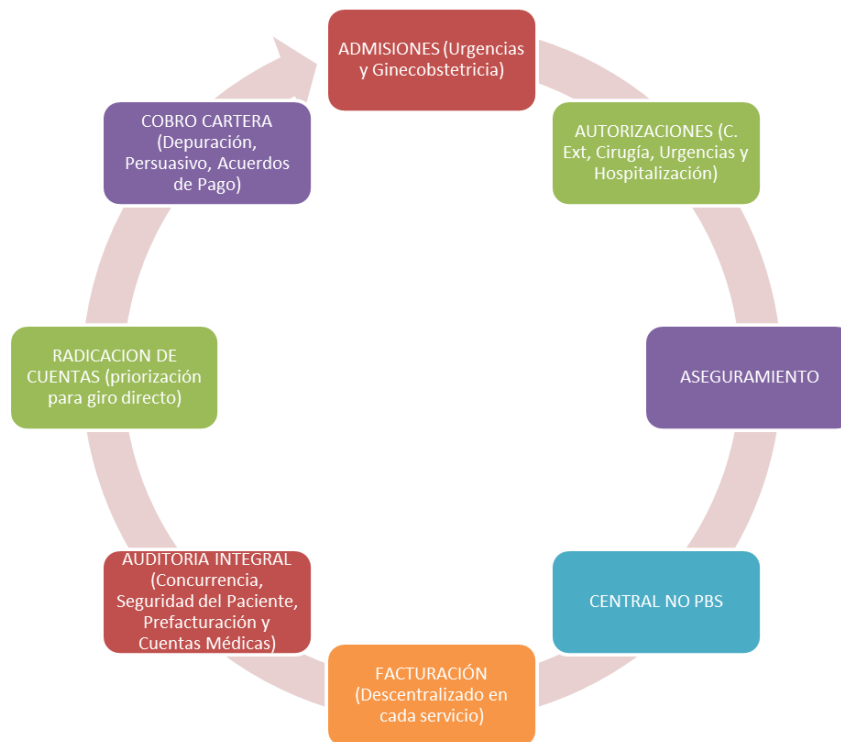 ADMISIONES (Urgencias
y Ginecobstetricia)
AUTORIZACIONES (C.
Ext, Cirugía, Urgencias y
Hospitalización)
ASEGURAMIENTO
CENTRAL NO PBS
FACTURACIÓN
(Descentralizado en
cada servicio)
AUDITORIA INTEGRAL
(Concurrencia,
Seguridad del Paciente,
Prefacturación y
Cuentas Médicas)
RADICACION DE
CUENTAS (priorización
para giro directo)
COBRO CARTERA
(Depuración,
Persuasivo, Acuerdos
de Pago)